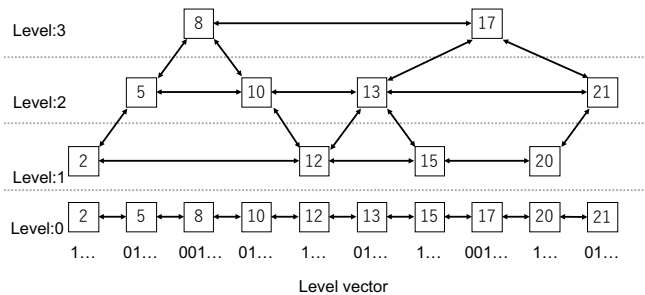 Level:3 8 17
Level:2 5 10 13 21
Level:1 2 12 15 20
Level:0 2 5 8 10 12 13 15 17 20 21
1... 01... 001... 01... 1... 01... 1... 001... 1... 01...
Level vector